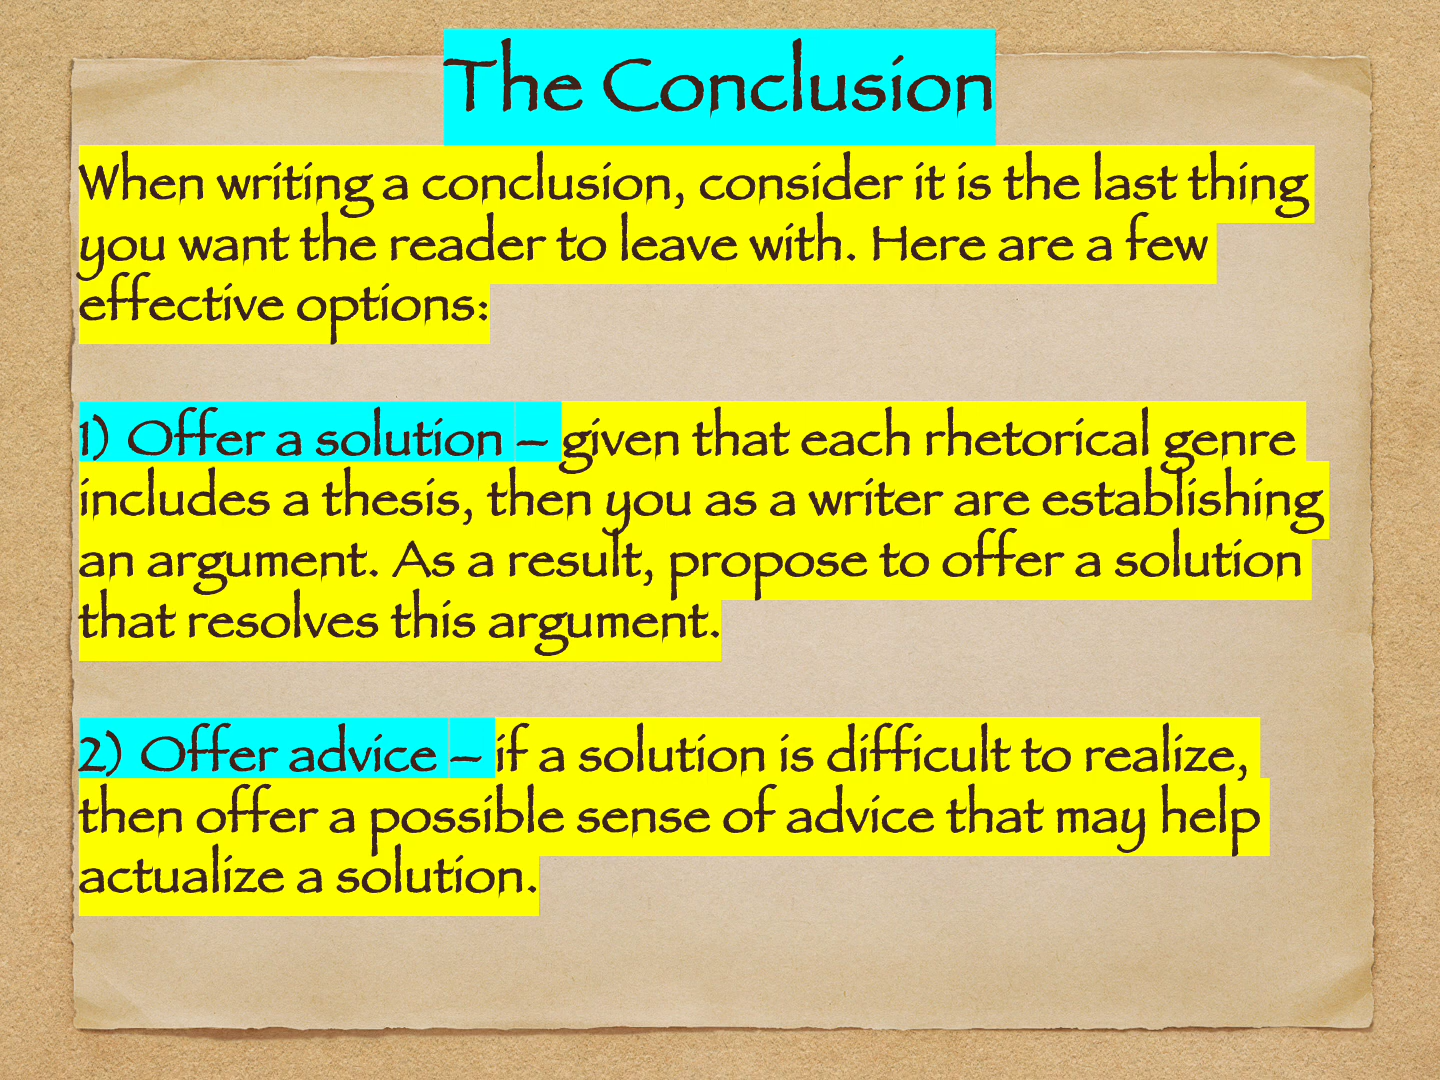 The Conclusion
When writing a conclusion, consider it is the last thing
you want the reader to leave with. Here are a few
effective options:
1) Offer a solution – given that each rhetorical genre
includes a thesis, then you as a writer are establishing
an argument. As a result, propose to offer a solution
that resolves this argument.
2) Offer advice – if a solution is difficult to realize,
then offer a possible sense of advice that may help
actualize a solution.